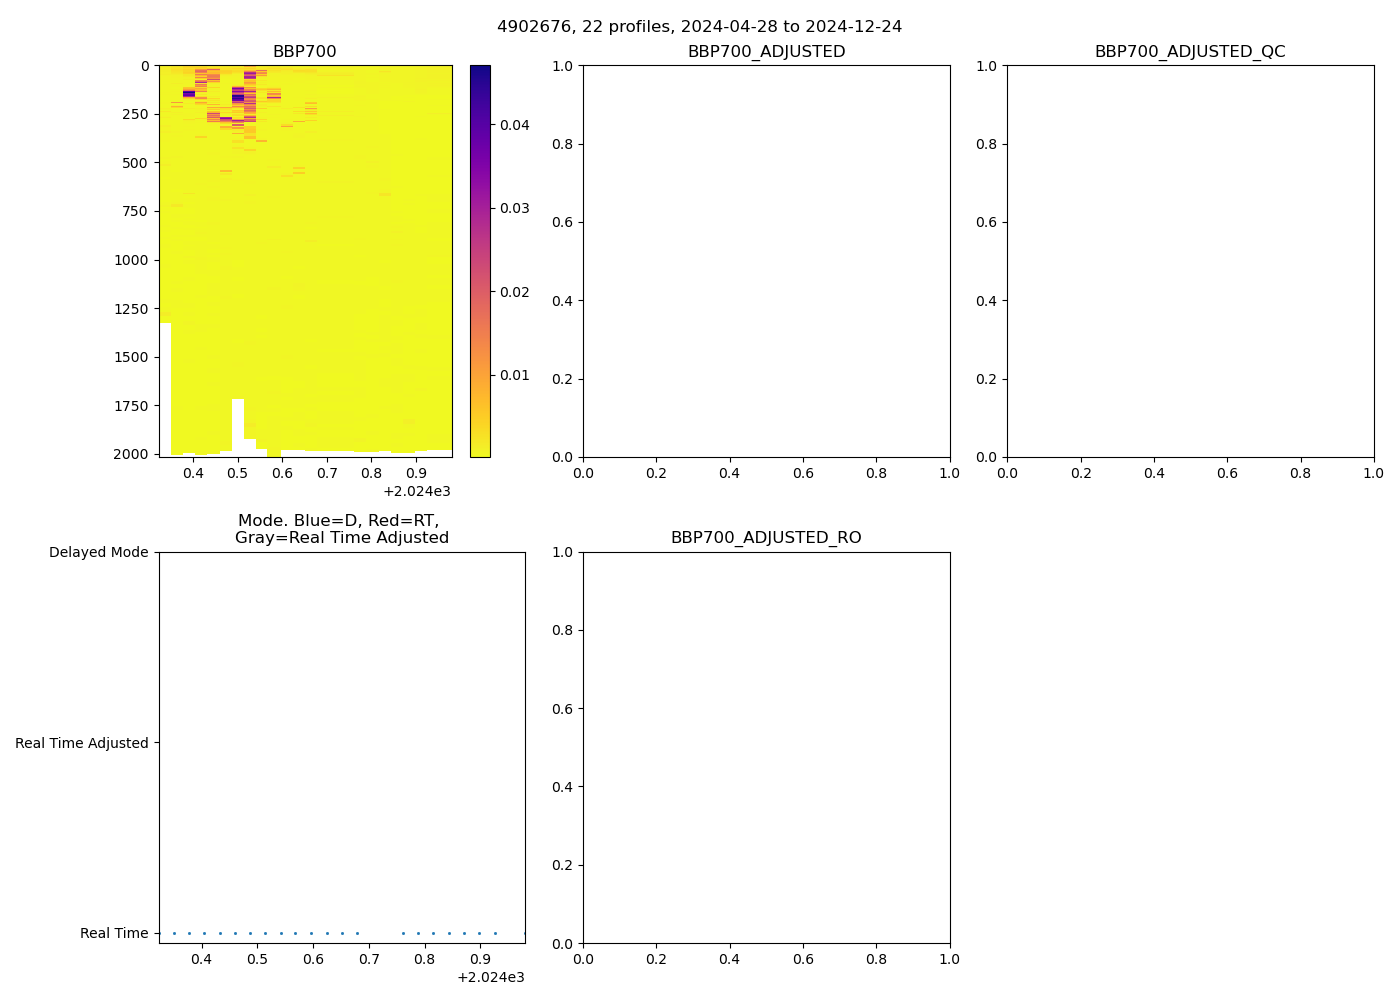 4902676, 22 profiles, 2024-04-28 to 2024-12-24
BBP700
0
250
500
750
1000
1250
1500
1750
2000
0.4 0.5 0.6 0.7 0.8 0.9
+2.024e3
0.04
0.03
0.02
0.01
BBP700_ADJUSTED
1.0
0.8
0.6
0.4
0.2
0.0
0.0 0.2 0.4 0.6 0.8 1.0
BBP700_ADJUSTED_QC
1.0
0.8
0.6
0.4
0.2
0.0
0.0 0.2 0.4 0.6 0.8 1.0
Mode. Blue=D, Red=RT,
Gray=Real Time Adjusted
Delayed Mode
Real Time Adjusted
Real Time
0.4 0.5 0.6 0.7 0.8 0.9
+2.024e3
BBP700_ADJUSTED_RO
1.0
0.8
0.6
0.4
0.2
0.0
0.0 0.2 0.4 0.6 0.8 1.0